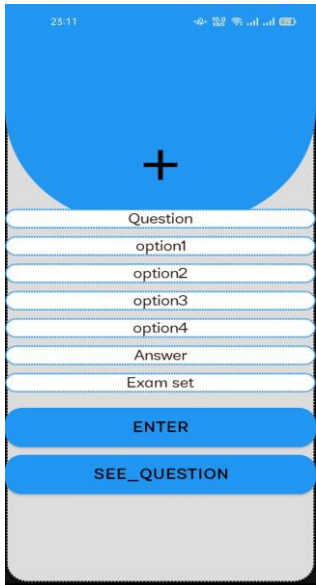 23:11
+
Question
option1
option2
option3
option4
Answer
Exam set
ENTER
SEE_QUESTION